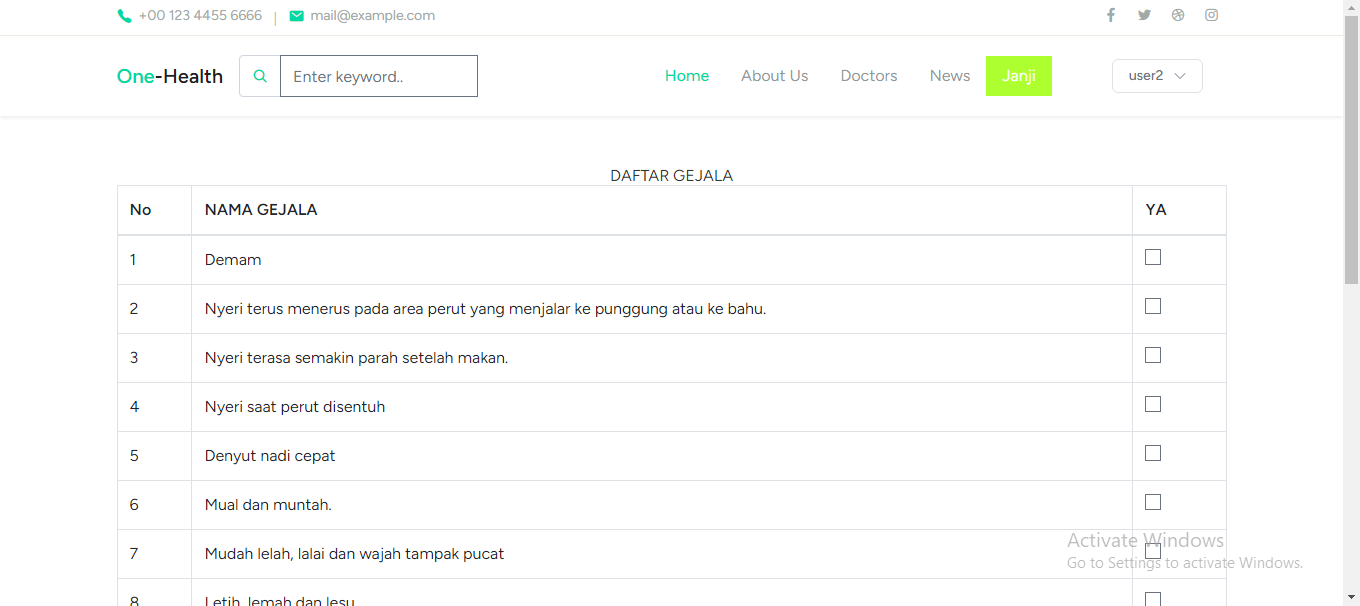 +00 123 4455 6666 | mail@example.com
One-Health Enter keyword.. Home About Us Doctors News Janji user2
DAFTAR GEJALA
No NAMA GEJALA YA
1 Demam
2 Nyeri terus menerus pada area perut yang menjalar ke punggung atau ke bahu.
3 Nyeri terasa semakin parah setelah makan.
4 Nyeri saat perut disentuh
5 Denyut nadi cepat
6 Mual dan muntah.
7 Mudah lelah, lalai dan wajah tampak pucat
8 Letih, lemah dan lesu
Activate Windows
Go to Settings to activate Windows.